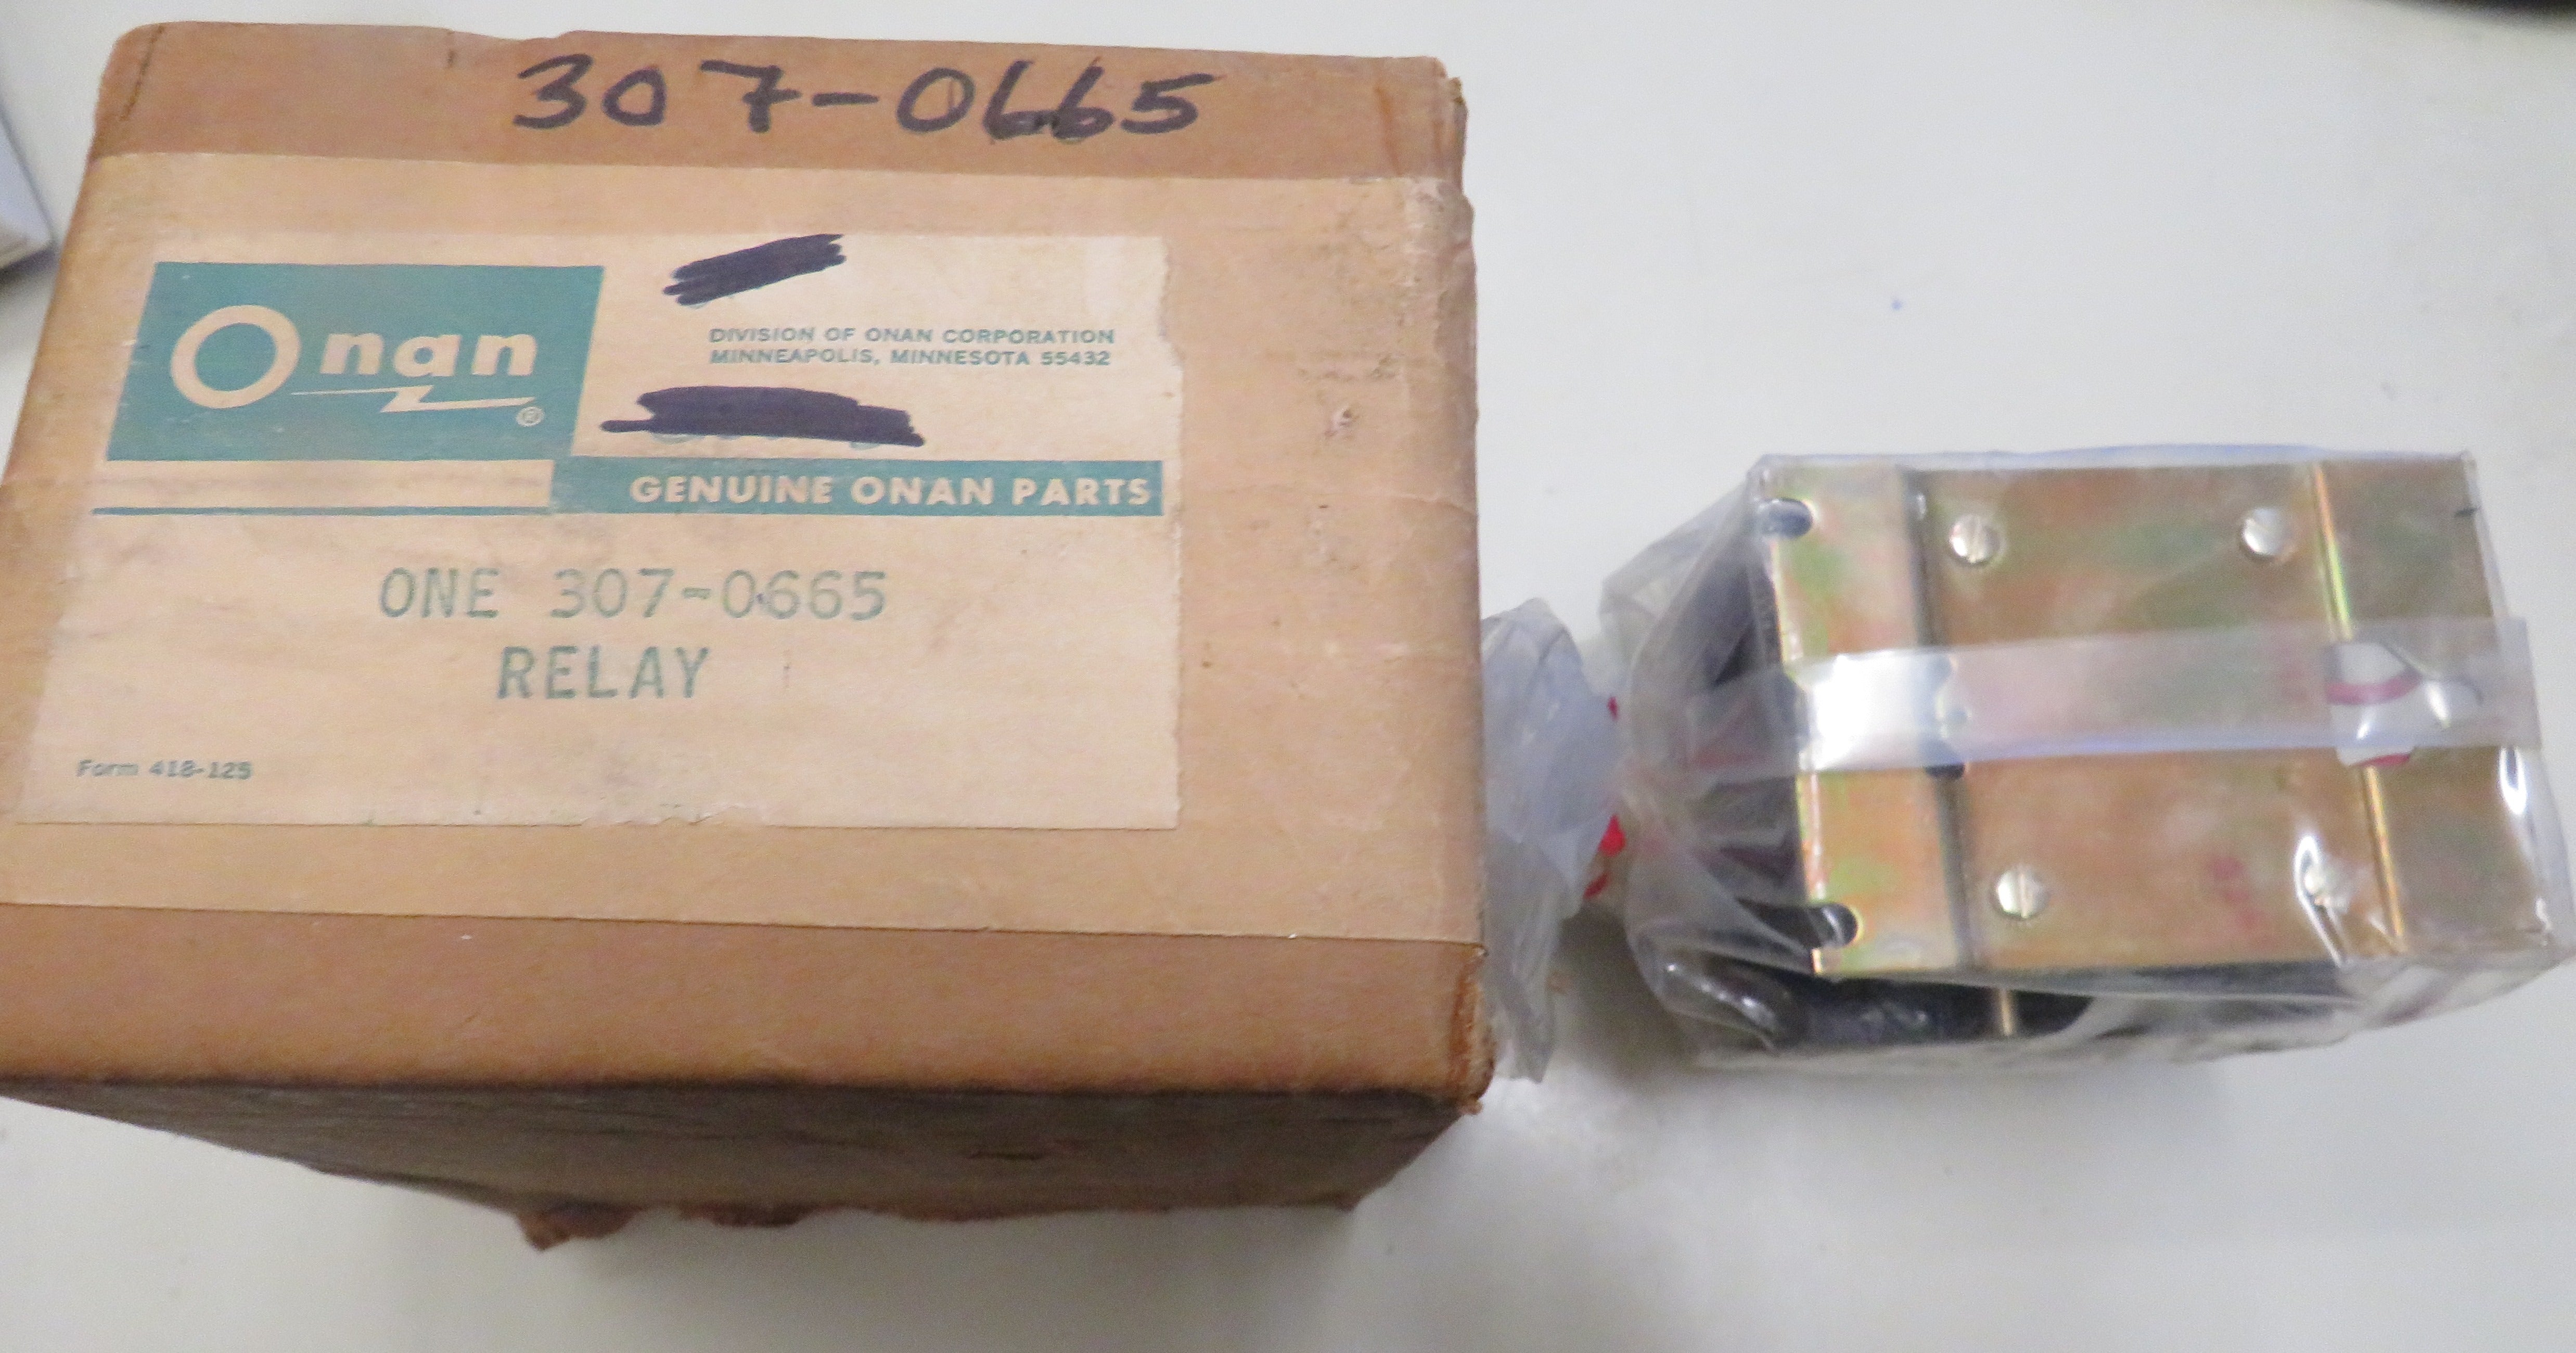 307-0665
Onan
®
DIVISION OF ONAN CORPORATION
MINNEAPOLIS, MINNESOTA 55432
GENUINE ONAN PARTS
ONE 307-0665
RELAY
Form 418-125